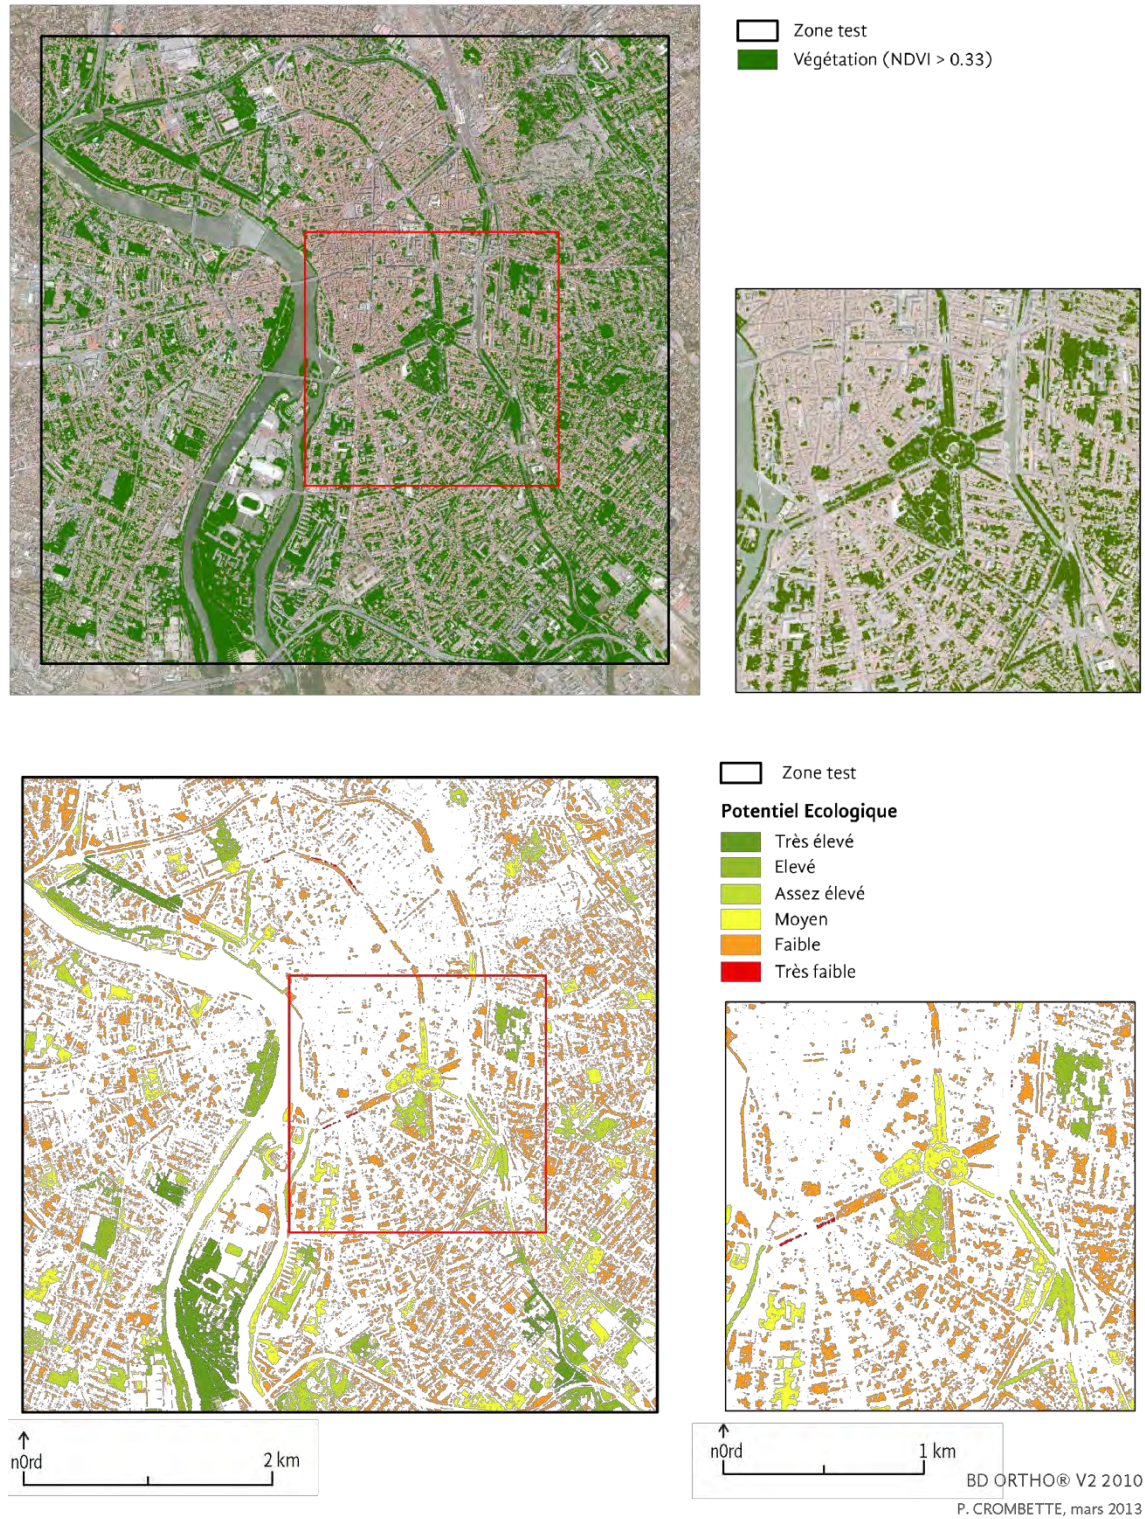 Zone test
Végétation (NDVI > 0.33)
Zone test
Potentiel Ecologique
Très élevé
Elevé
Assez élevé
Moyen
Faible
Très faible
n0rd
2 km
n0rd
1 km
BD ORTHO® V2 2010
P. CROMBETTE, mars 2013